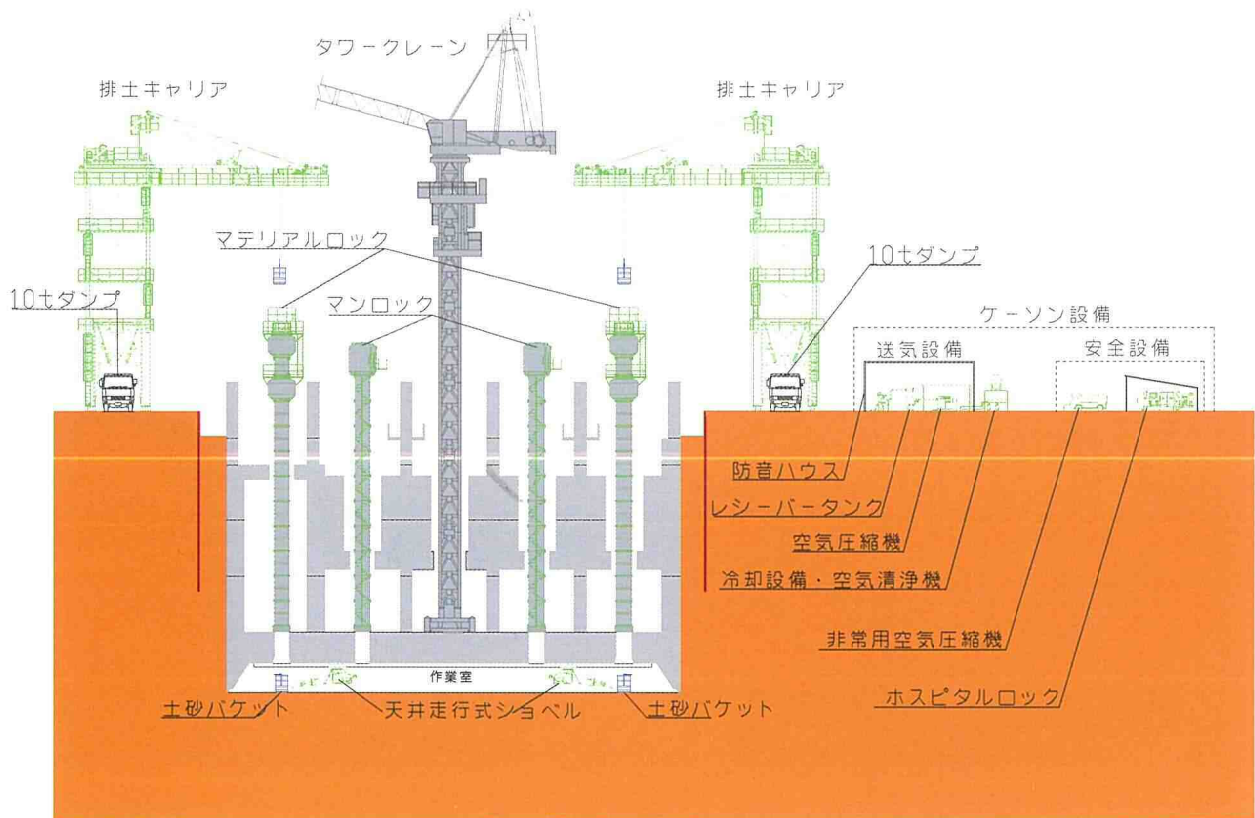 タワークレーン
排土キャリア
排土キャリア
マテリアルロック
10tダンプ
10tダンプ
マンロック
ケーソン設備
送気設備
安全設備
防音ハウス
レシーバータンク
空気圧縮機
冷却設備・空気清浄機
非常用空気圧縮機
作業室
土砂バケット
天井走行式ショベル
土砂バケット
ホスピタルロック